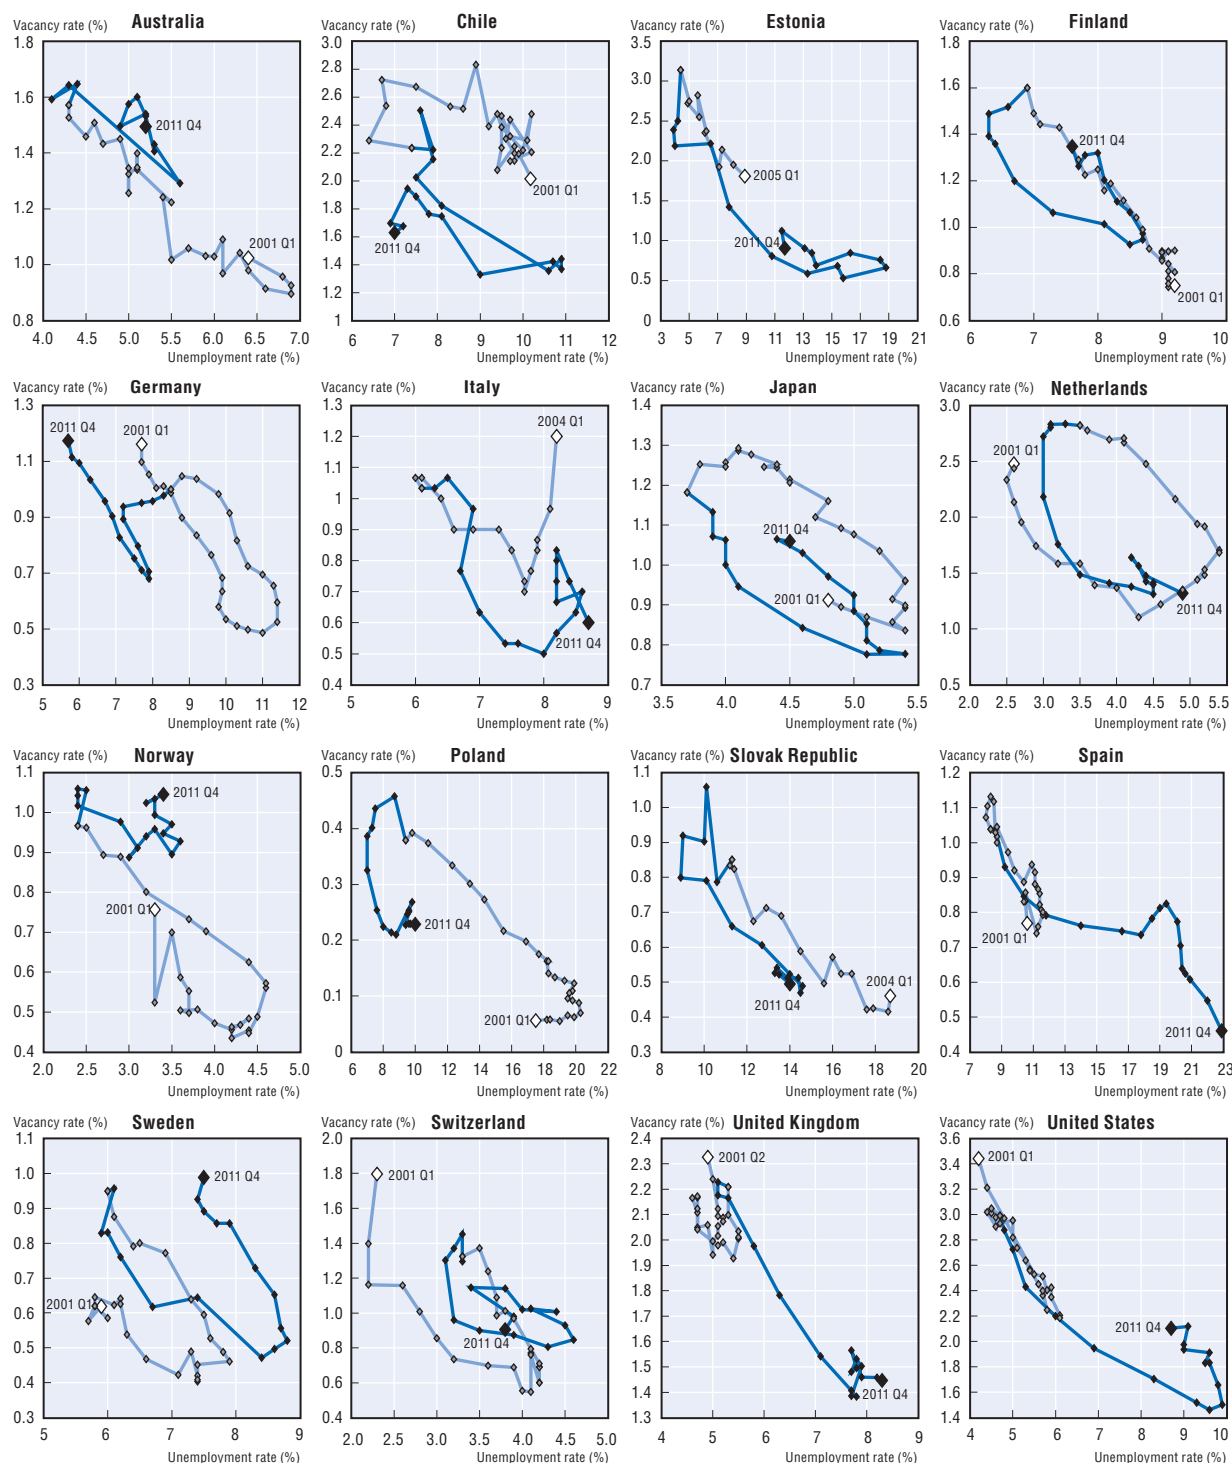 Vacancy rate (%) Australia
1.8
1.6
1.4
1.2
1.0
0.8
2011 Q4
2001 Q1
4.0 4.5 5.0 5.5 6.0 6.5 7.0
Unemployment rate (%)
Vacancy rate (%) Chile
3.0
2.8
2.6
2.4
2.2
2.0
1.8
1.6
1.4
1.2
1
2001 Q1
2011 Q4
6 7 8 9 10 11 12
Unemployment rate (%)
Vacancy rate (%) Estonia
3.5
3.0
2.5
2.0
1.5
1.0
0.5
0
2005 Q1
2011 Q4
3 5 7 9 11 13 15 17 19 21
Unemployment rate (%)
Vacancy rate (%) Finland
1.8
1.6
1.4
1.2
1.0
0.8
0.6
2011 Q4
2001 Q1
6 7 8 9 10
Unemployment rate (%)
Vacancy rate (%) Germany
1.3
1.1
0.9
0.7
0.5
0.3
2011 Q4
2001 Q1
5 6 7 8 9 10 11 12
Unemployment rate (%)
Vacancy rate (%) Italy
1.3
1.2
1.1
1
0.9
0.8
0.7
0.6
0.5
0.4
2004 Q1
2011 Q4
5 6 7 8 9
Unemployment rate (%)
Vacancy rate (%) Japan
1.4
1.3
1.2
1.1
1.0
0.9
0.8
0.7
2011 Q4
2001 Q1
3.5 4.0 4.5 5.0 5.5
Unemployment rate (%)
Vacancy rate (%) Netherlands
3.0
2.5
2.0
1.5
1.0
0.5
2001 Q1
2011 Q4
2.0 2.5 3.0 3.5 4.0 4.5 5.0 5.5
Unemployment rate (%)
Vacancy rate (%) Norway
1.1
1.0
0.9
0.8
0.7
0.6
0.5
0.4
2011 Q4
2001 Q1
2.0 2.5 3.0 3.5 4.0 4.5 5.0
Unemployment rate (%)
Vacancy rate (%) Poland
0.5
0.4
0.3
0.2
0.1
0
2011 Q4
2001 Q1
6 8 10 12 14 16 18 20 22
Unemployment rate (%)
Vacancy rate (%) Slovak Republic
1.1
1.0
0.9
0.8
0.7
0.6
0.5
0.4
0.3
2004 Q1
2011 Q4
8 10 12 14 16 18 20
Unemployment rate (%)
Vacancy rate (%) Spain
1.2
1.1
1.0
0.9
0.8
0.7
0.6
0.5
0.4
2001 Q1
2011 Q4
7 9 11 13 15 17 19 21 23
Unemployment rate (%)
Vacancy rate (%) Sweden
1.1
1.0
0.9
0.8
0.7
0.6
0.5
0.4
0.3
2011 Q4
2001 Q1
5 6 7 8 9
Unemployment rate (%)
Vacancy rate (%) Switzerland
2.0
1.8
1.6
1.4
1.2
1.0
0.8
0.6
0.4
2001 Q1
2011 Q4
2.0 2.5 3.0 3.5 4.0 4.5 5.0
Unemployment rate (%)
Vacancy rate (%) United Kingdom
2.4
2.3
2.2
2.1
2.0
1.9
1.8
1.7
1.6
1.5
1.4
1.3
2001 Q2
2011 Q4
4 5 6 7 8 9
Unemployment rate (%)
Vacancy rate (%) United States
3.6
3.4
3.2
3.0
2.8
2.6
2.4
2.2
2.0
1.8
1.6
1.4
2001 Q1
2011 Q4
4 5 6 7 8 9 10
Unemployment rate (%)